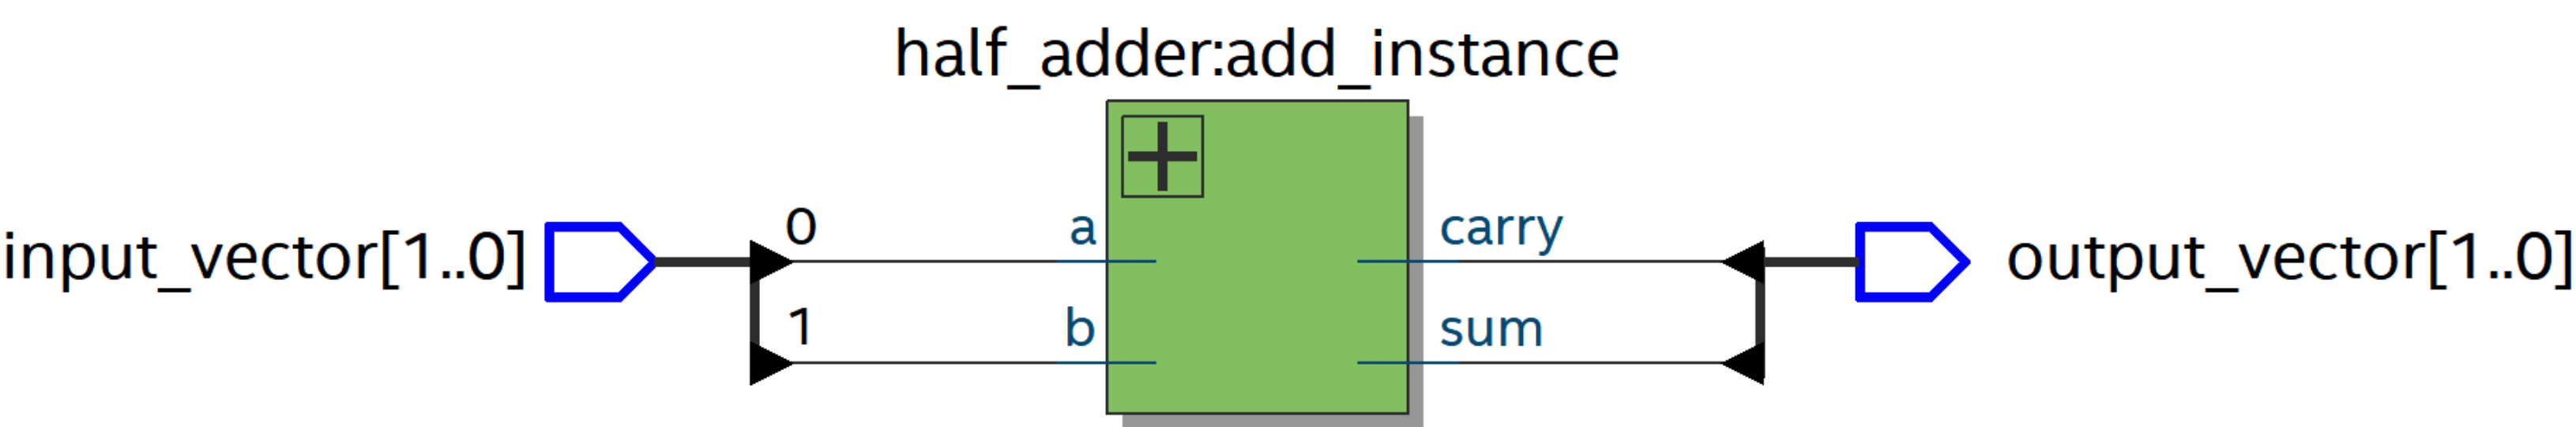 half_adder:add_instance
input_vector[1..0]
0
a
carry
output_vector[1..0]
1
b
sum